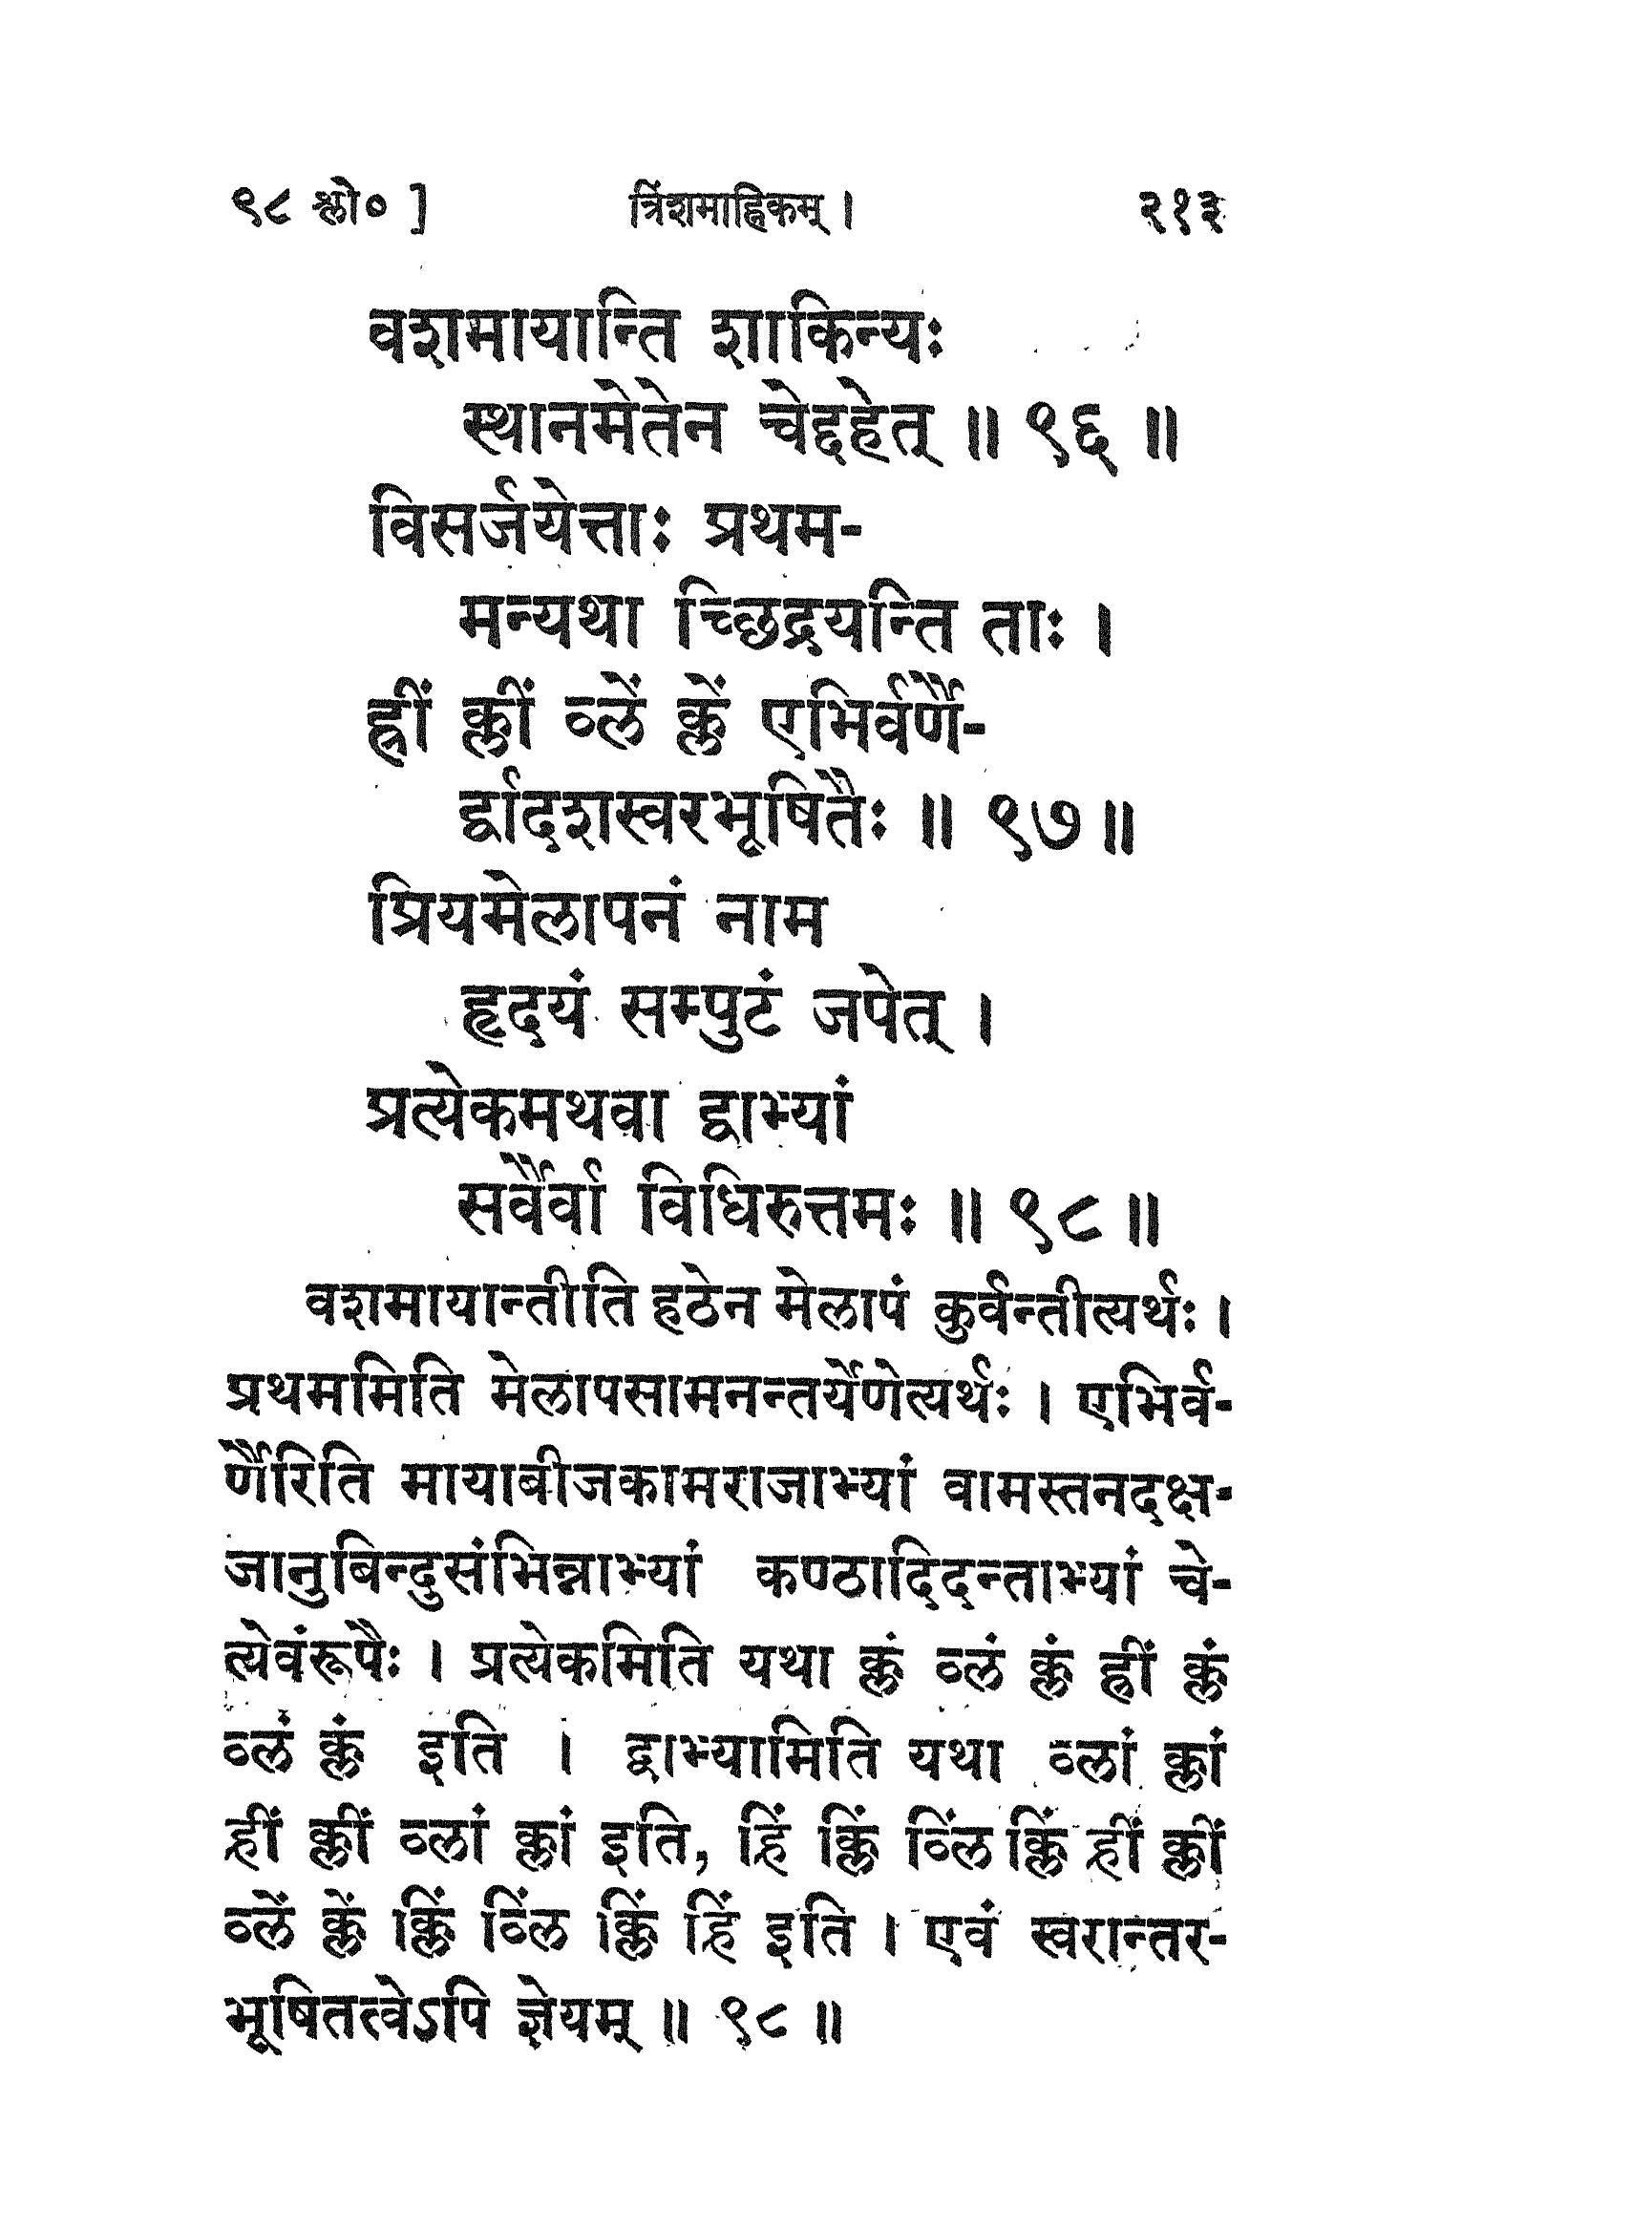 ९८ श्लो० ] त्रिंशमाह्निकम् । २१३
वशमायान्ति शाकिन्यः
स्थानमेतेन चेद्दहेत् ॥ ९६ ॥
विसर्जयेत्ताः प्रथम-
मन्यथा च्छिद्रयन्ति ताः ।
ह्रीं क्लीं व्लें क्लें एभिर्वर्णै-
र्द्वादशस्वरभूषितैः ॥ ९७ ॥
प्रियमेलापनं नाम
हृदयं सम्पुटं जपेत् ।
प्रत्येकमथवा द्वाभ्यां
सर्वैर्वा विधिरुत्तमः ॥ ९८ ॥
वशमायान्तीति हठेन मेलापं कुर्वन्तीत्यर्थः ।
प्रथममिति मेलापसामनन्तर्येणेत्यर्थः । एभिर्व-
र्णैरिति मायाबीजकामराजाभ्यां वामस्तनदक्ष-
जानुबिन्दुसंभिन्नाभ्यां कण्ठादिदन्ताभ्यां चे-
त्येवंरूपैः । प्रत्येकमिति यथा क्लं व्लं क्लं ह्रीं क्लं
व्लं क्लं इति । द्वाभ्यामिति यथा व्लां क्लां
ह्रीं क्लीं व्लां क्लां इति, ह्रिं क्लिं व्लिं क्लिं ह्रीं क्लीं
व्लें क्लें क्लिं व्लिं क्लिं ह्रिं इति । एवं स्वरान्तर-
भूषितत्वेऽपि ज्ञेयम् ॥ ९८ ॥